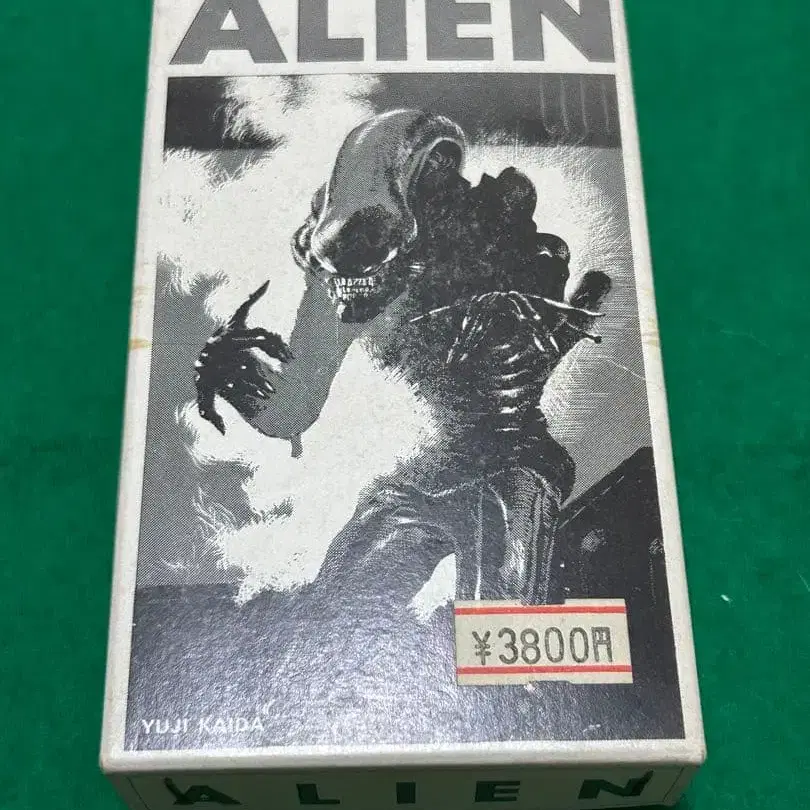 ALIEN
¥3800円
YUJI KAIDA
ALIEN